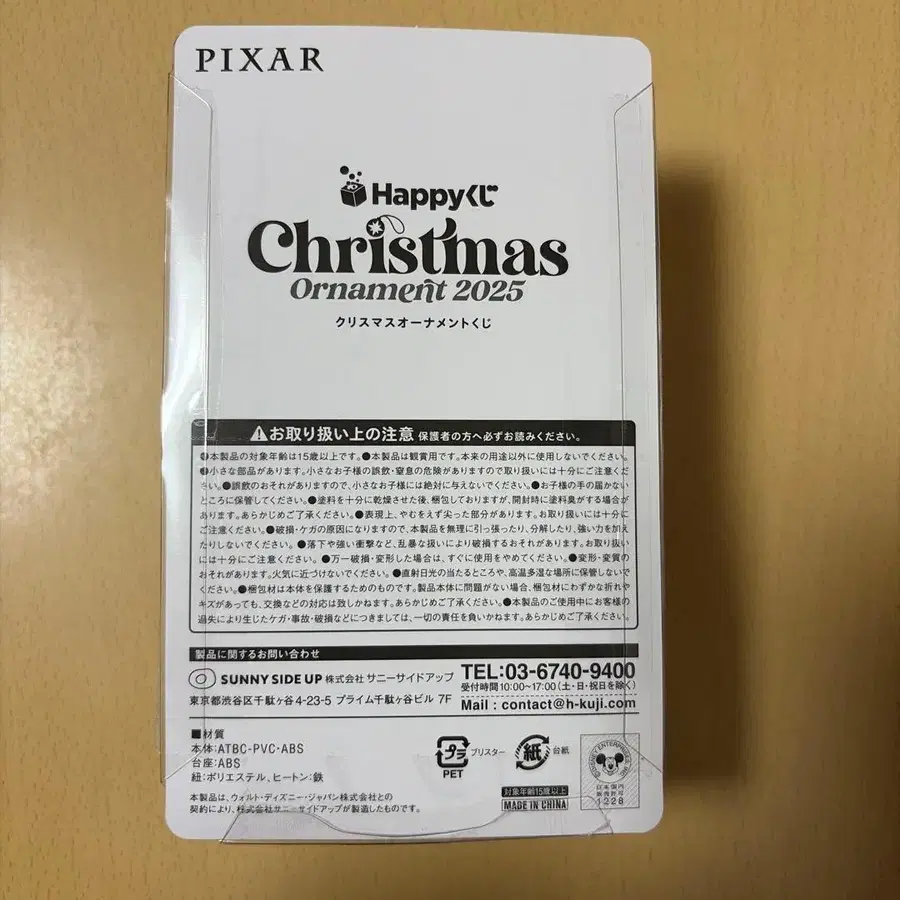 PIXAR
Happyくじ
Christmas
Ornament 2025
クリスマスオーナメントくじ
お取り扱い上の注意 保護者の方へ必ずお読みください。
●本製品の対象年齢は15歳以上です。●本製品は観賞用です。本来の用途以外に使用しないでください。
●小さな部品があります。小さなお子様の誤飲・窒息の危険がありますので取り扱いには十分にご注意くだ
さい。●誤飲のおそれがありますので、小さなお子様には絶対に与えないでください。●お子様の手の届かない
ところに保管してください。●塗料を十分に乾燥させた後、梱包しておりますが、開封時に塗料臭がする場合が
あります。あらかじめご了承ください。●表現上、やむをえず尖った部分があります。お取り扱いには十分に
ご注意ください。●破損・ケガの原因になりますので、本製品を無理に引っ張ったり、分解したり、強い力を加え
たりしないでください。●落下や強い衝撃など、乱暴な扱いにより破損するおそれがあります。お取り扱い
には十分にご注意ください。●万一破損・変形した場合は、すぐに使用をやめてください。●変形・変質の
おそれがあります。火気に近づけないでください。●直射日光の当たるところや、高温多湿な場所に保管しないで
ください。●梱包材は本体を保護するためのものです。製品本体に問題がない場合、梱包材にわずかな折れや
キズがあっても、交換などの対応は致しかねます。あらかじめご了承ください。●本製品のご使用中にお客様の
過失により生じたケガ・事故・破損などにつきましては、一切の責任を負いかねます。あらかじめご了承ください。
製品に関するお問い合わせ
SUNNY SIDE UP 株式会社 サニーサイドアップ
東京都渋谷区千駄ヶ谷4-23-5 プライム千駄ヶ谷ビル 7F
TEL:03-6740-9400
受付時間10:00~17:00(土・日・祝日を除く)
Mail : contact@h-kuji.com
■材質
本体:ATBC-PVC・ABS
台座:ABS
紐:ポリエステル、ヒートン:鉄
本製品は、ウォルト・ディズニー・ジャパン株式会社との
契約により、株式会社サニーサイドアップが製造したものです。
プラ
PET
ブリスター
紙
台紙
対象年齢15歳以上
MADE IN CHINA
DISNEY ENTERPRISES, INC.
日本国内
販売許可
1228